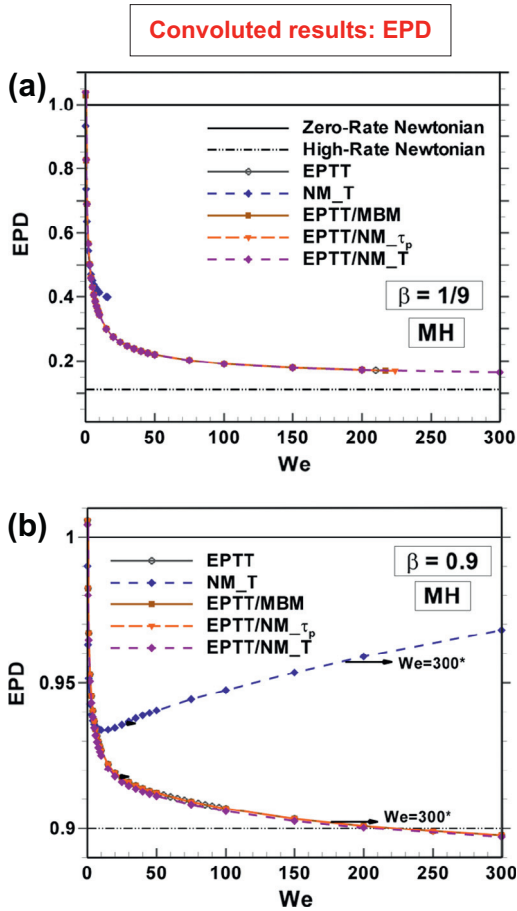 Convoluted results: EPD
(a)
1.0
0.8
0.6
0.4
0.2
EPD
Zero-Rate Newtonian
High-Rate Newtonian
EPTT
NM_T
EPTT/MBM
EPTT/NM_τp
EPTT/NM_T
β = 1/9
MH
0 50 100 150 200 250 300
We
(b)
1
0.95
0.9
EPD
EPTT
NM_T
EPTT/MBM
EPTT/NM_τp
EPTT/NM_T
β = 0.9
MH
We=300*
We=300*
0 50 100 150 200 250 300
We